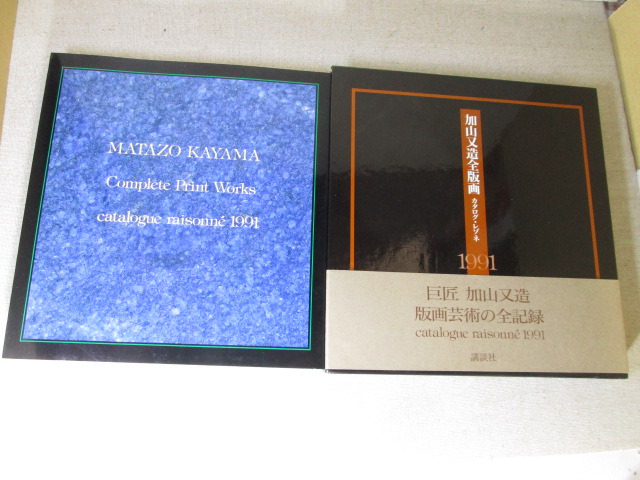 MATAZO KAYAMA
Complete Print Works
catalogue raisonné 1991
加山又造全版画
カタログ・レゾネ
1991
巨匠 加山又造
版画芸術の全記録
catalogue raisonné 1991
講談社